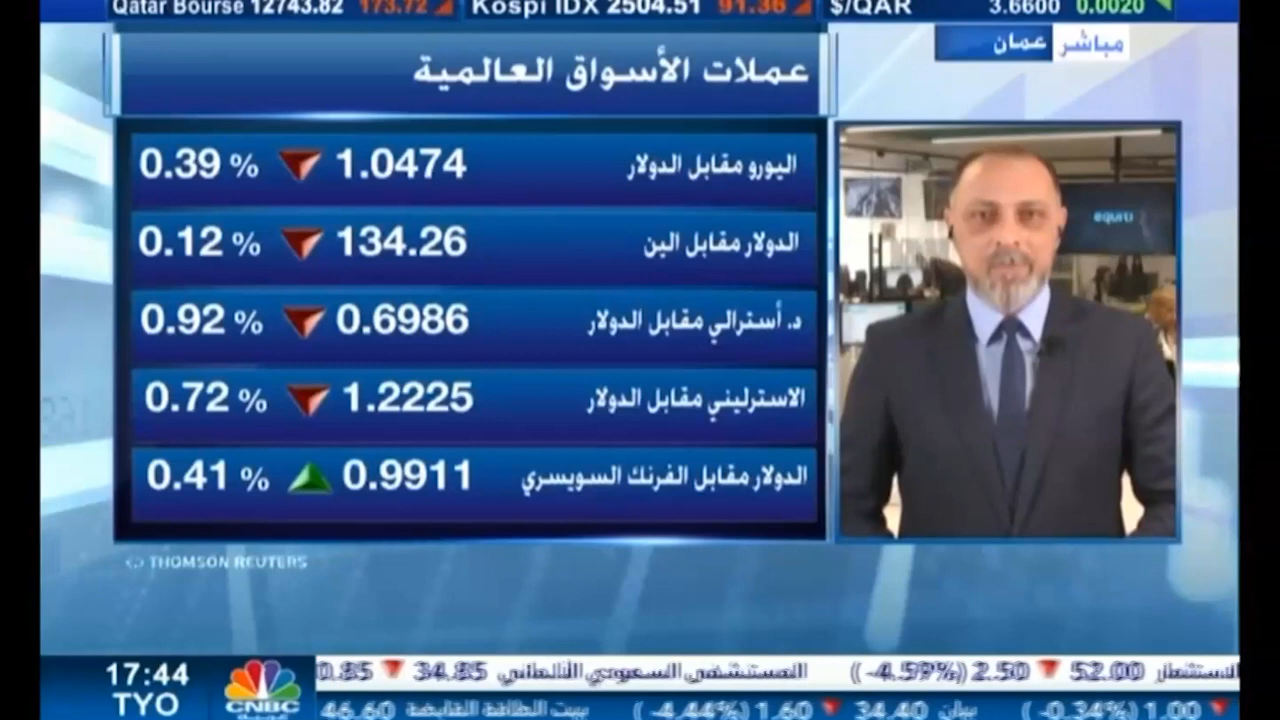 Qatar Bourse 12743.82 173.72 Kospi IDX 2504.51 91.36 $/QAR 3.6600 0.0020
مباشر عمان
عملات الأسواق العالمية
اليورو مقابل الدولار 1.0474 0.39 %
الدولار مقابل الين 134.26 0.12 %
د. أسترالي مقابل الدولار 0.6986 0.92 %
الاسترليني مقابل الدولار 1.2225 0.72 %
الدولار مقابل الفرنك السويسري 0.9911 0.41 %
equiti
THOMSON REUTERS
17:44
TYO
CNBC
عربية
52.00 2.50 (-4.59%) المستشفى السعودي الألماني 34.85 0.85
1.00 (-0.34%) 34.40 1.60 (-4.44%) بيت الطاقة القابضة 46.60